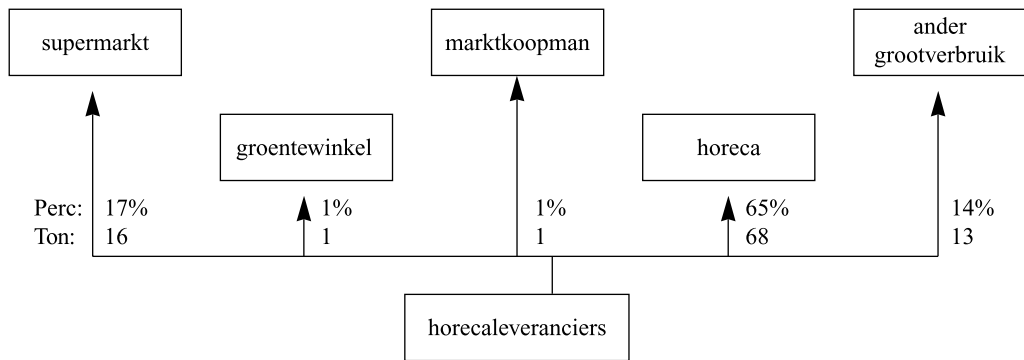 supermarkt
marktkoopman
ander
grootverbruik
groentewinkel
horeca
Perc: 17% 1% 1% 65% 14%
Ton: 16 1 1 68 13
horecaleveranciers